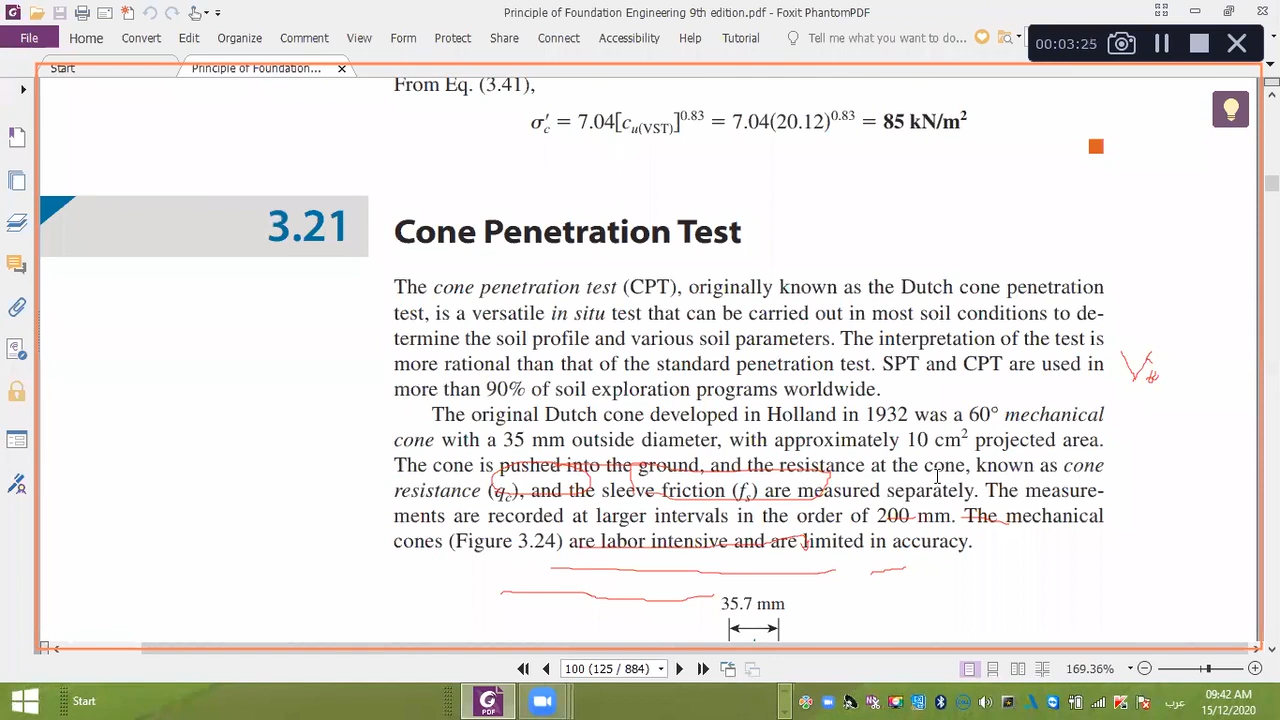 Principle of Foundation Engineering 9th edition.pdf - Foxit PhantomPDF
File Home Convert Edit Organize Comment View Form Protect Share Connect Accessibility Help Tutorial Tell me what you want to do...
00:03:25
Start Principle of Foundation...
From Eq. (3.41),
σ′c = 7.04[cu(VST)]^0.83 = 7.04(20.12)^0.83 = 85 kN/m²
3.21 Cone Penetration Test
The cone penetration test (CPT), originally known as the Dutch cone penetration
test, is a versatile in situ test that can be carried out in most soil conditions to de-
termine the soil profile and various soil parameters. The interpretation of the test is
more rational than that of the standard penetration test. SPT and CPT are used in
more than 90% of soil exploration programs worldwide.
The original Dutch cone developed in Holland in 1932 was a 60° mechanical
cone with a 35 mm outside diameter, with approximately 10 cm² projected area.
The cone is pushed into the ground, and the resistance at the cone, known as cone
resistance (qc), and the sleeve friction (fs) are measured separately. The measure-
ments are recorded at larger intervals in the order of 200 mm. The mechanical
cones (Figure 3.24) are labor intensive and are limited in accuracy.
35.7 mm
100 (125 / 884)
169.36%
PDF
Start
عرب
09:42 AM
15/12/2020